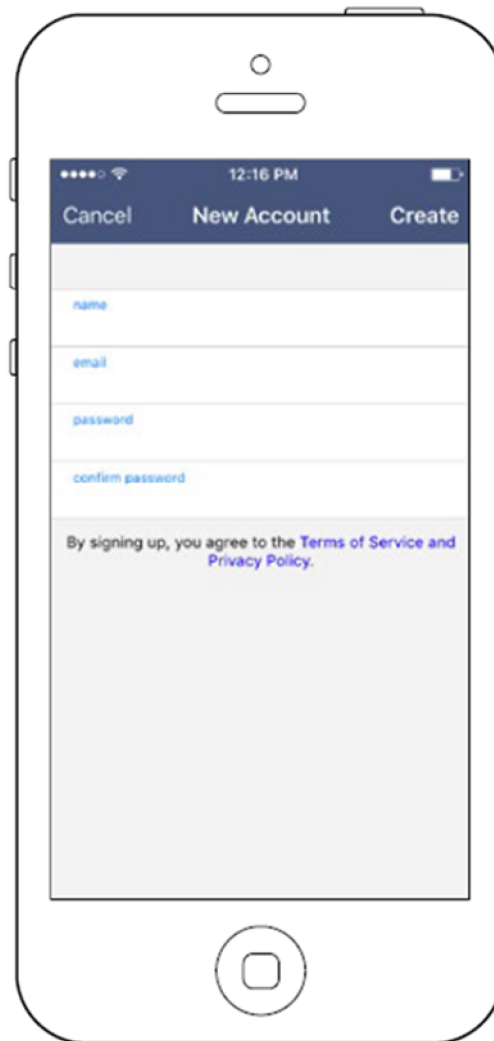 12:16 PM
Cancel New Account Create
name
email
password
confirm password
By signing up, you agree to the Terms of Service and
Privacy Policy.